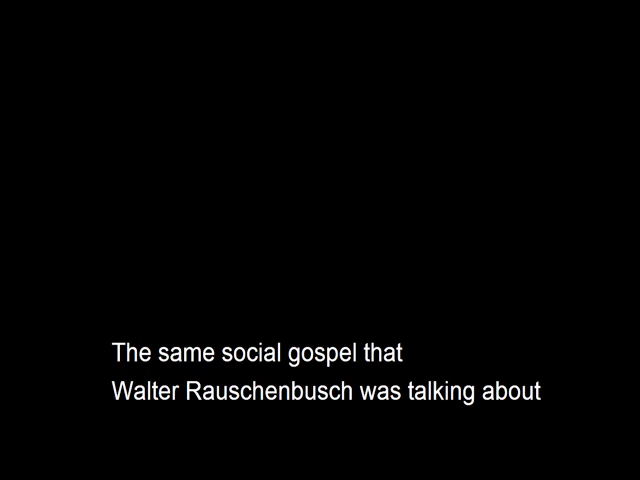 The same social gospel that
Walter Rauschenbusch was talking about